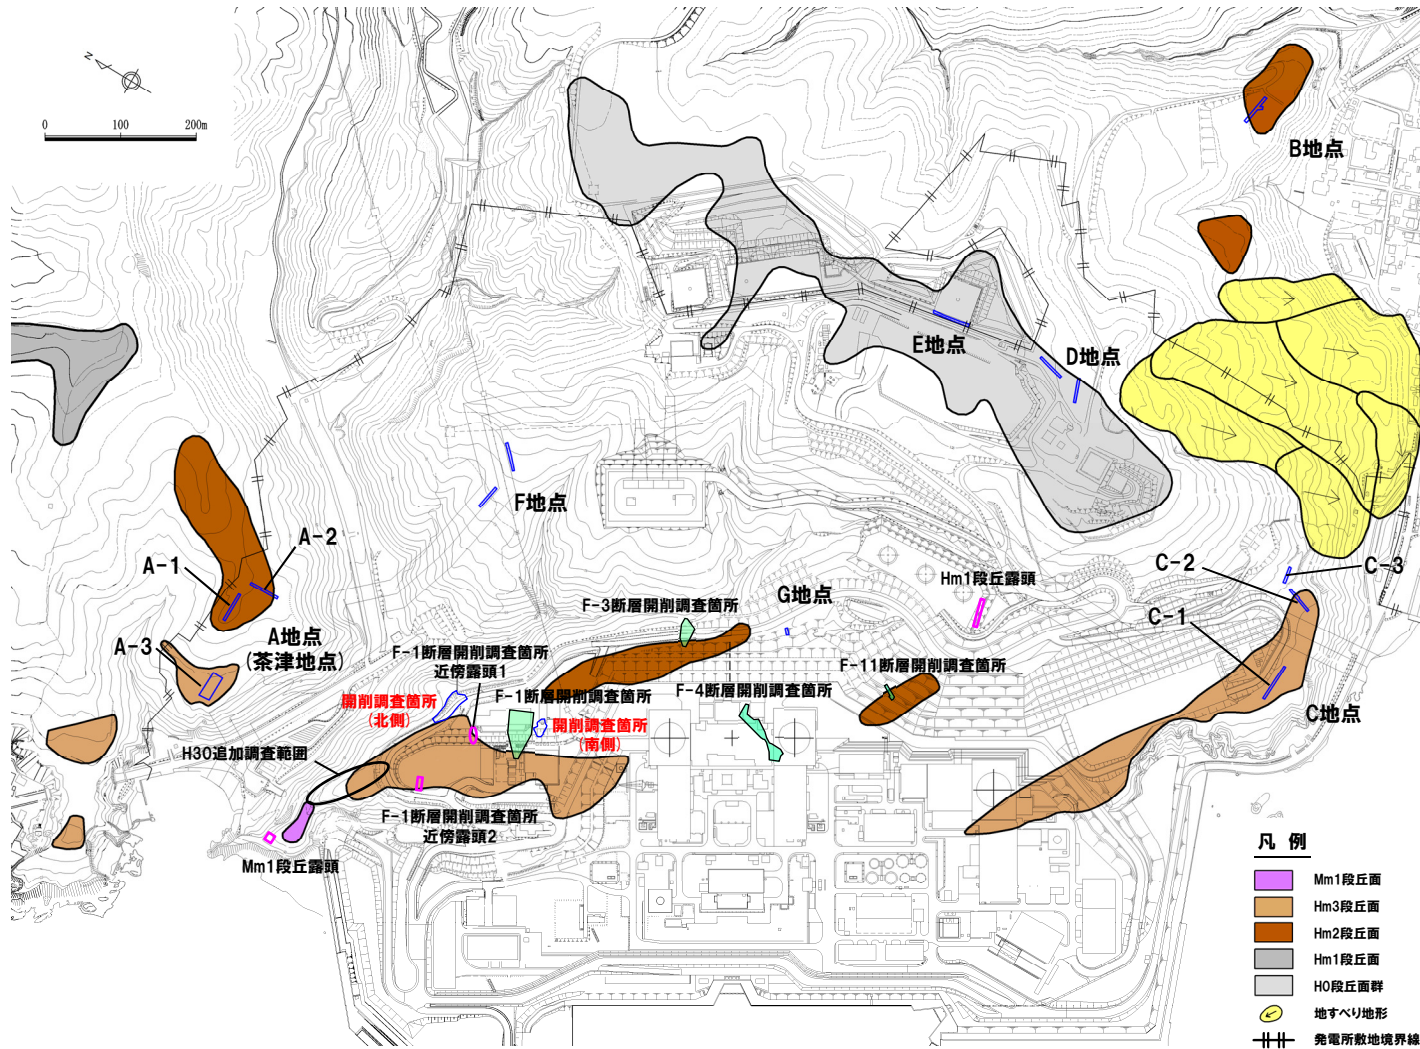 N
0 100 200m
B地点
E地点
D地点
F地点
A-2
A-1
A地点
(茶津地点)
A-3
C-2
C-3
C-1
C地点
Hm1段丘露頭
G地点
F-3断層開削調査箇所
F-1断層開削調査箇所
近傍露頭1
F-1断層開削調査箇所
F-4断層開削調査箇所
F-11断層開削調査箇所
開削調査箇所
(北側)
開削調査箇所
(南側)
H30追加調査範囲
F-1断層開削調査箇所
近傍露頭2
Mm1段丘露頭
凡 例
Mm1段丘面
Hm3段丘面
Hm2段丘面
Hm1段丘面
H0段丘面群
地すべり地形
発電所敷地境界線